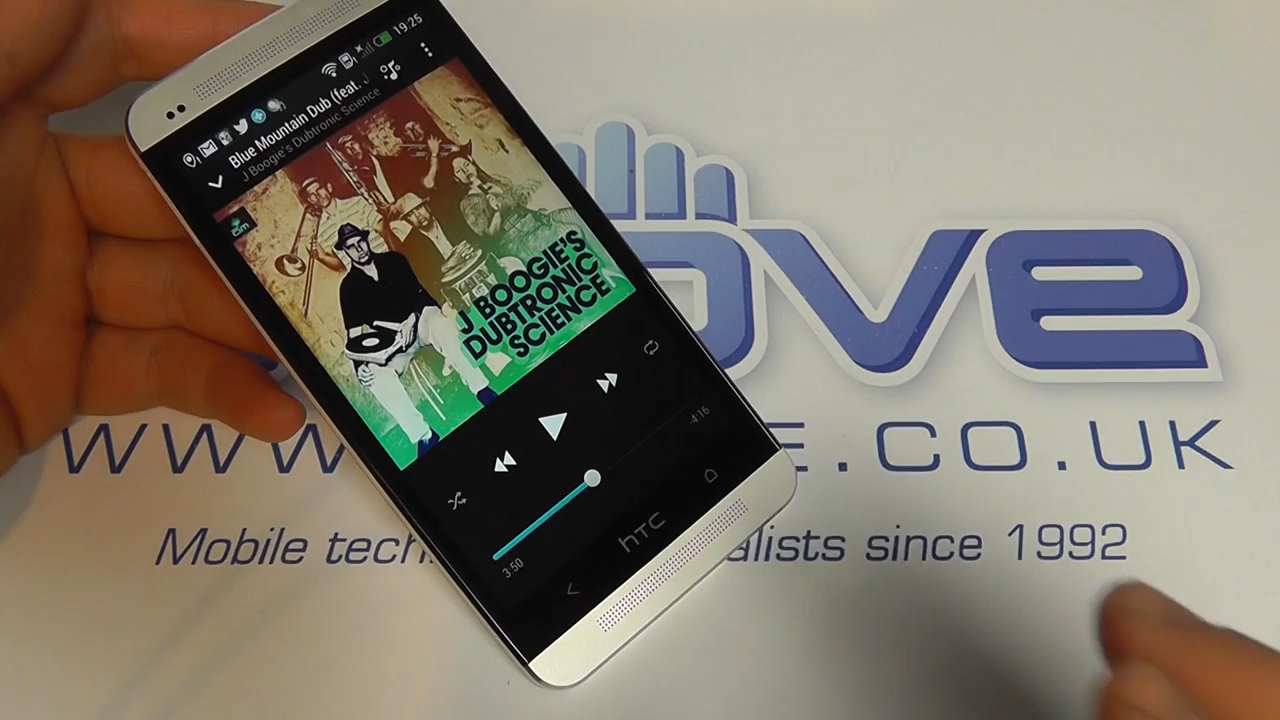 19:25
Blue Mountain Dub (feat. J
J Boogie's Dubtronic Science
J BOOGIE'S
DUBTRONIC
SCIENCE
-4:16
3:50
hTC
ove
WWW. E.CO.UK
Mobile tech alists since 1992